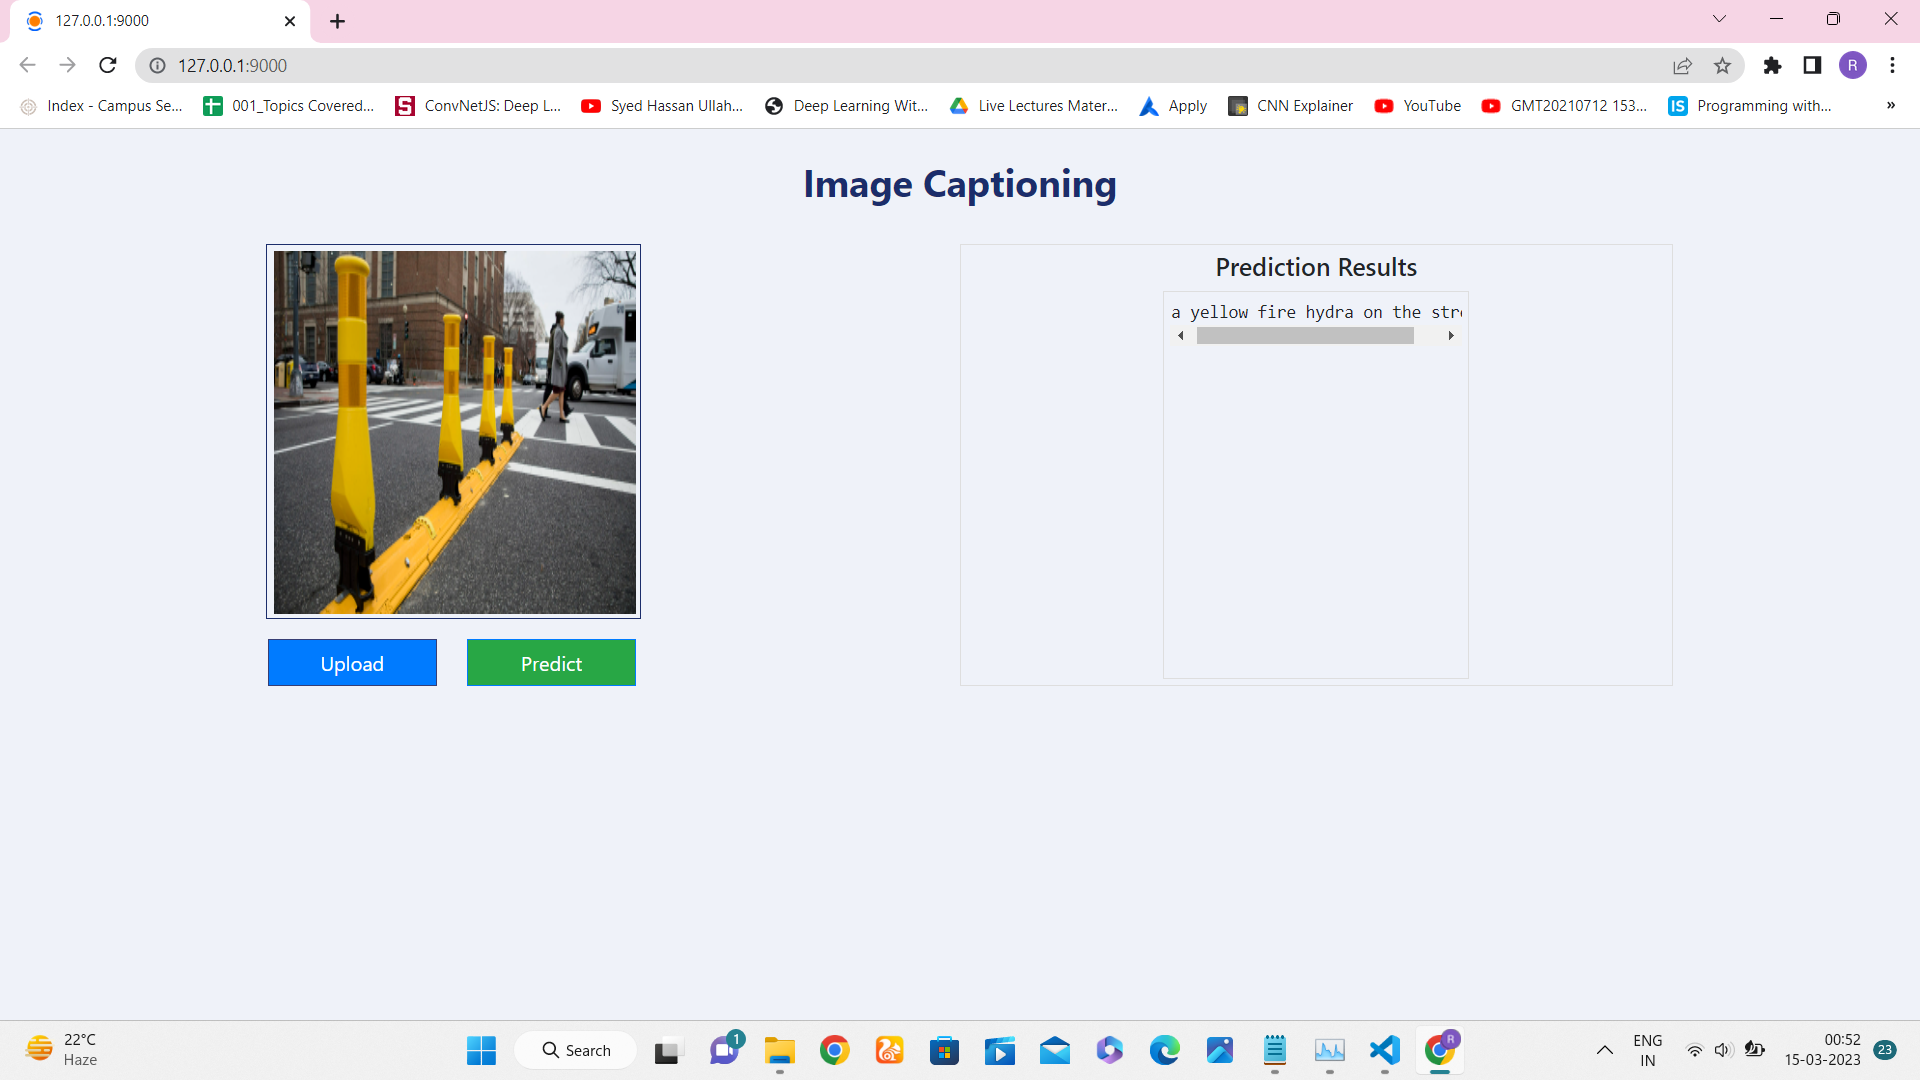 127.0.0.1:9000
127.0.0.1:9000
R
Index - Campus Se...
001_Topics Covered...
ConvNetJS: Deep L...
Syed Hassan Ullah...
Deep Learning Wit...
Live Lectures Mater...
Apply
CNN Explainer
YouTube
GMT20210712 153...
IS
Programming with...
»
Image Captioning
Prediction Results
a yellow fire hydra on the stre
Upload
Predict
22°C
Haze
Search
1
R
ENG
IN
00:52
15-03-2023
23